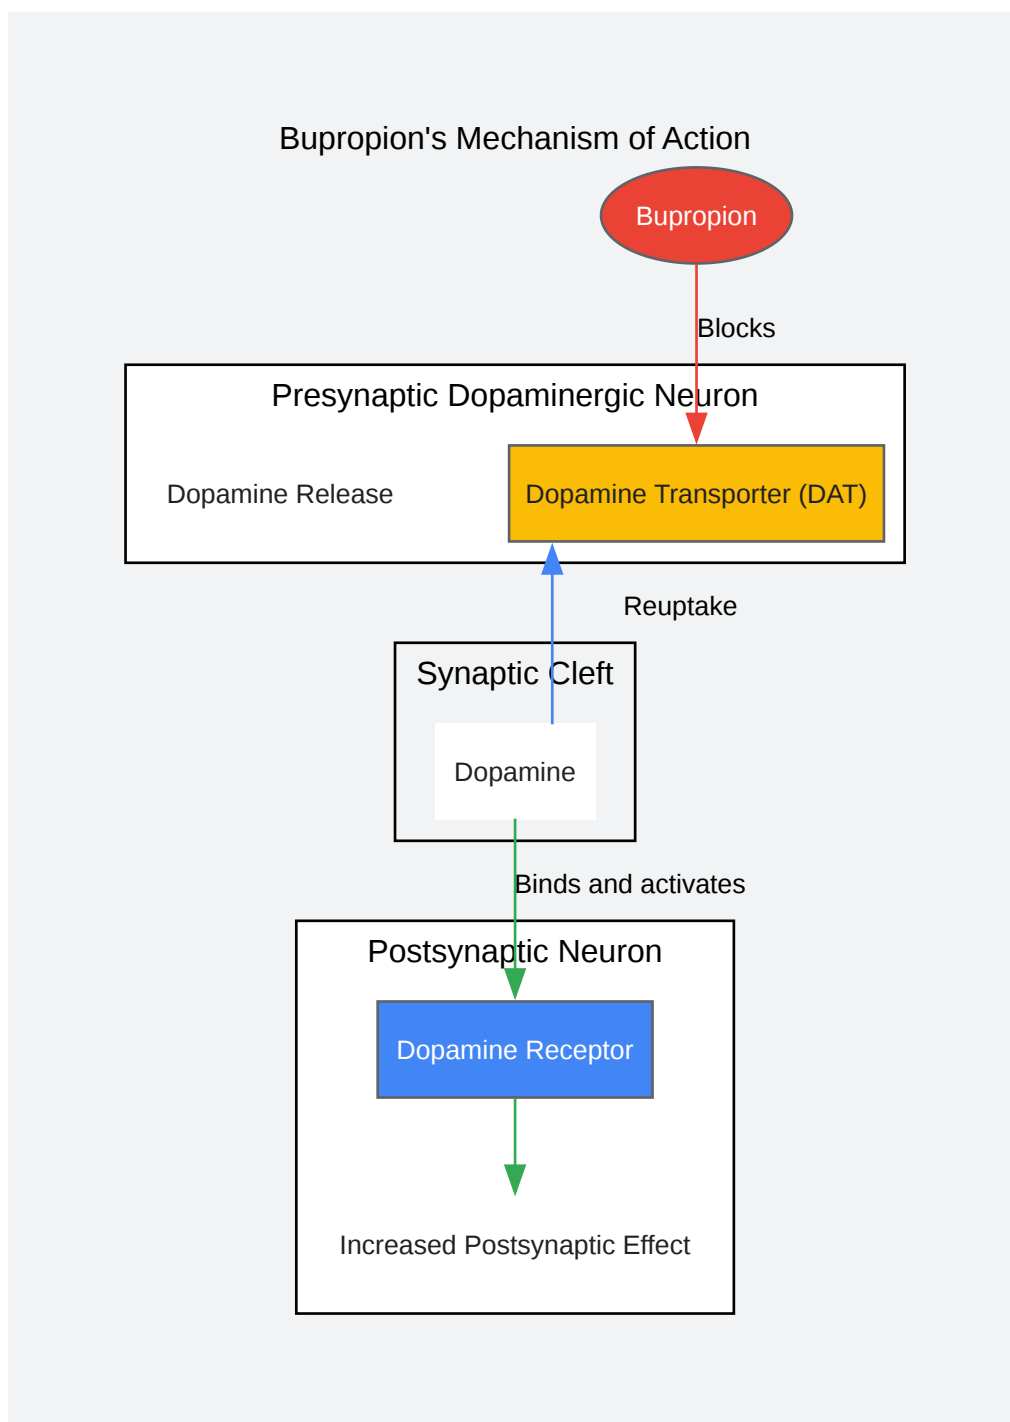 Bupropion's Mechanism of Action
Bupropion
Blocks
Presynaptic Dopaminergic Neuron
Dopamine Release
Dopamine Transporter (DAT)
Reuptake
Synaptic Cleft
Dopamine
Binds and activates
Postsynaptic Neuron
Dopamine Receptor
Increased Postsynaptic Effect